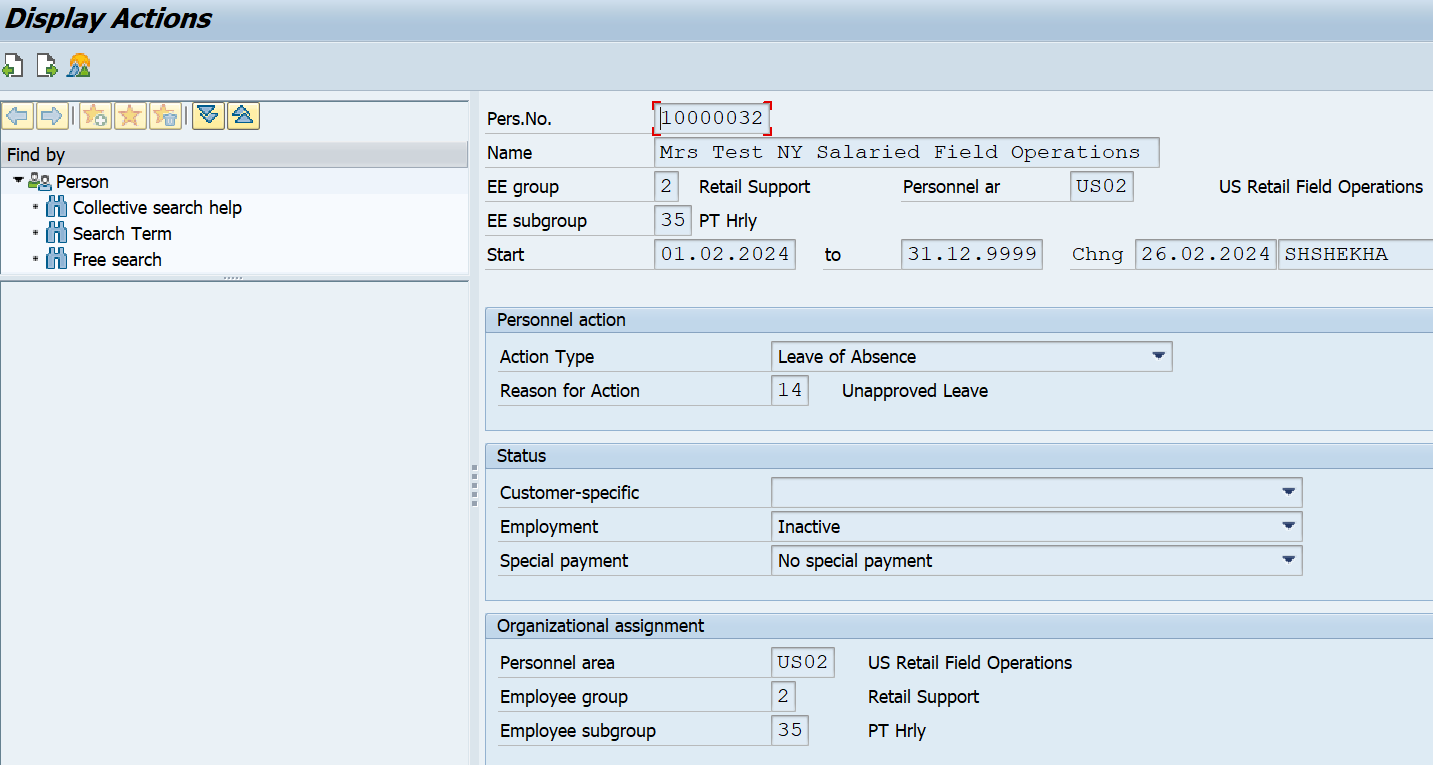 Display Actions
Find by
Person
Collective search help
Search Term
Free search
Pers.No. 10000032
Name Mrs Test NY Salaried Field Operations
EE group 2 Retail Support Personnel ar US02 US Retail Field Operations
EE subgroup 35 PT Hrly
Start 01.02.2024 to 31.12.9999 Chng 26.02.2024 SHSHEKHA
Personnel action
Action Type Leave of Absence
Reason for Action 14 Unapproved Leave
Status
Customer-specific
Employment Inactive
Special payment No special payment
Organizational assignment
Personnel area US02 US Retail Field Operations
Employee group 2 Retail Support
Employee subgroup 35 PT Hrly